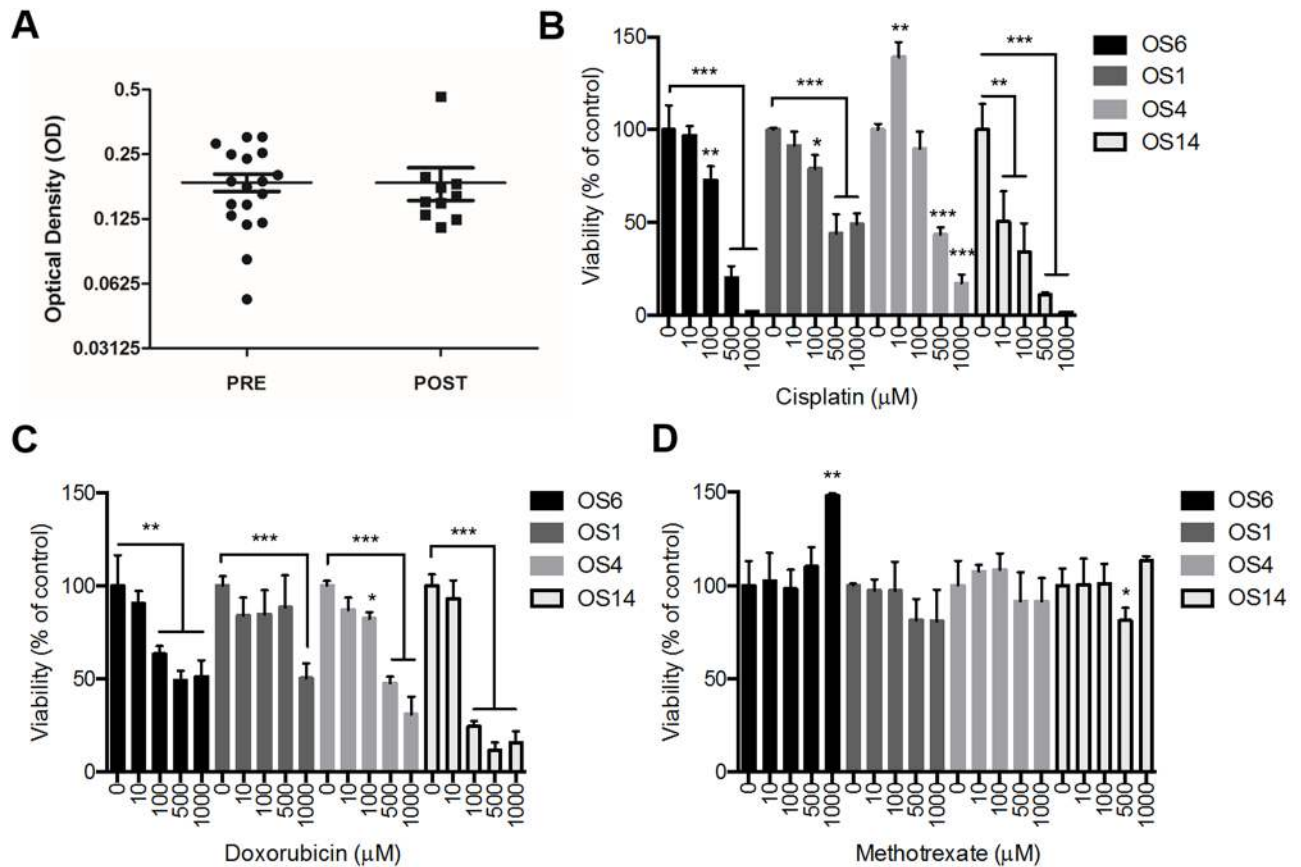 A
Optical Density (OD)
0.5
0.25
0.125
0.0625
0.03125
PRE POST
B
Viability (% of control)
150
100
50
0
*** ** *** * ** *** *** ** ***
OS6
OS1
OS4
OS14
0 10 100 500 1000 0 10 100 500 1000 0 10 100 500 1000 0 10 100 500 1000
Cisplatin (μM)
C
Viability (% of control)
150
100
50
0
** *** *** * ***
OS6
OS1
OS4
OS14
0 10 100 500 1000 0 10 100 500 1000 0 10 100 500 1000 0 10 100 500 1000
Doxorubicin (μM)
D
Viability (% of control)
150
100
50
0
** *
OS6
OS1
OS4
OS14
0 10 100 500 1000 0 10 100 500 1000 0 10 100 500 1000 0 10 100 500 1000
Methotrexate (μM)